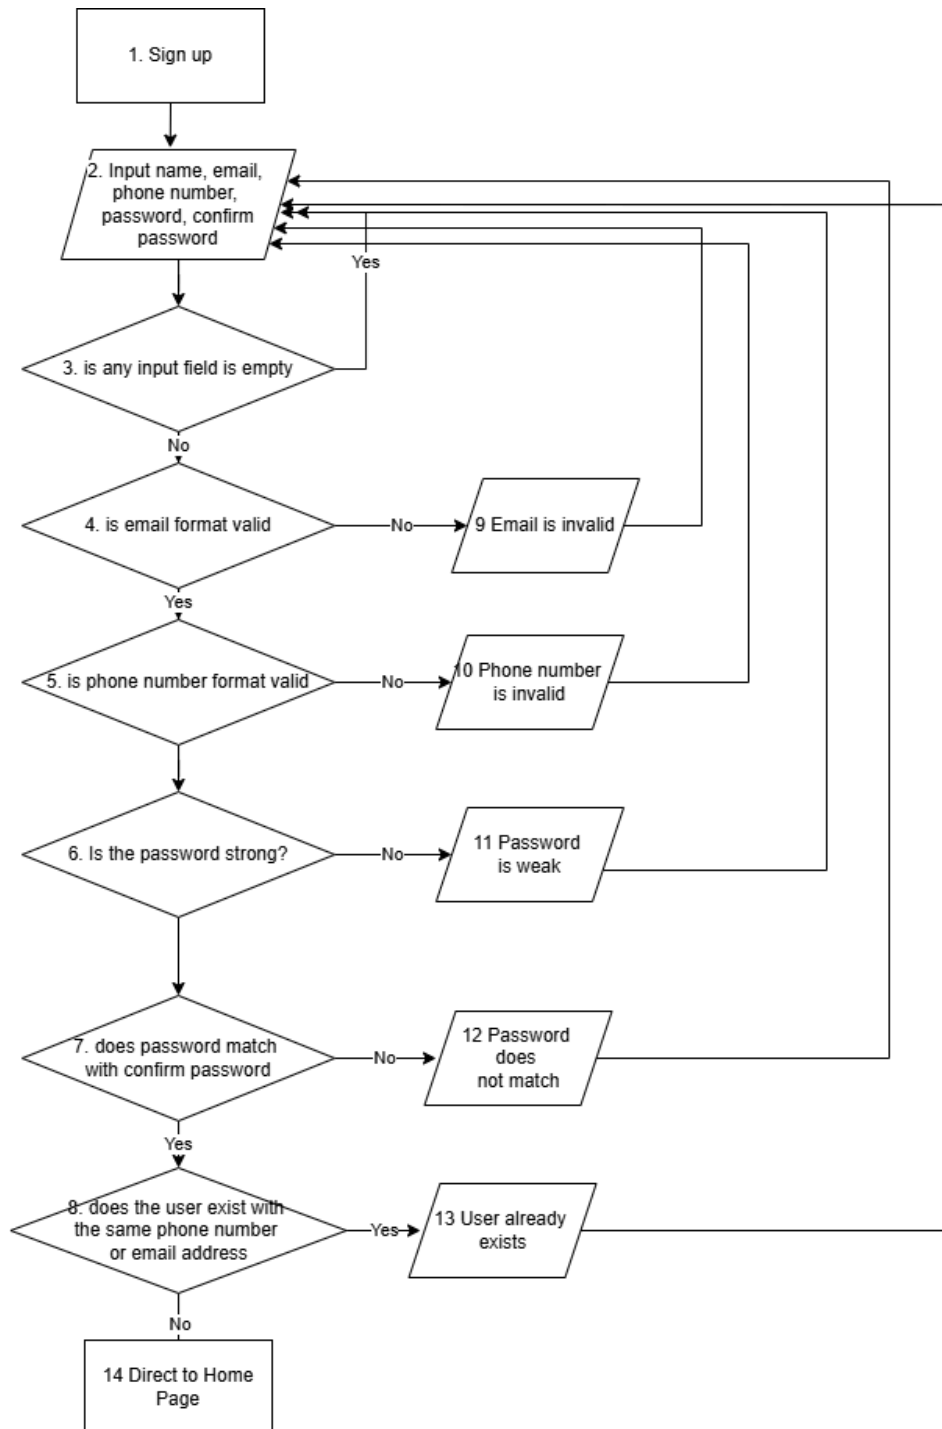 1. Sign up
2. Input name, email,
phone number,
password, confirm
password
Yes
3. is any input field is empty
No
4. is email format valid
No
9 Email is invalid
Yes
5. is phone number format valid
No
10 Phone number
is invalid
6. Is the password strong?
No
11 Password
is weak
7. does password match
with confirm password
No
12 Password
does
not match
Yes
8. does the user exist with
the same phone number
or email address
Yes
13 User already
exists
No
14 Direct to Home
Page